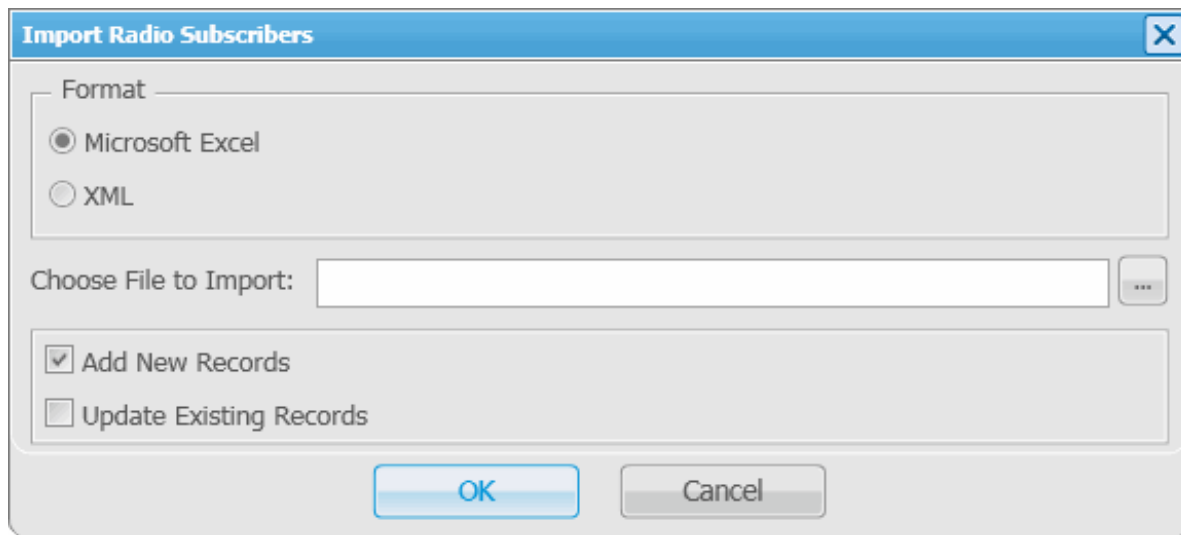 Import Radio Subscribers
Format
Microsoft Excel
XML
Choose File to Import:
...
Add New Records
Update Existing Records
OK
Cancel